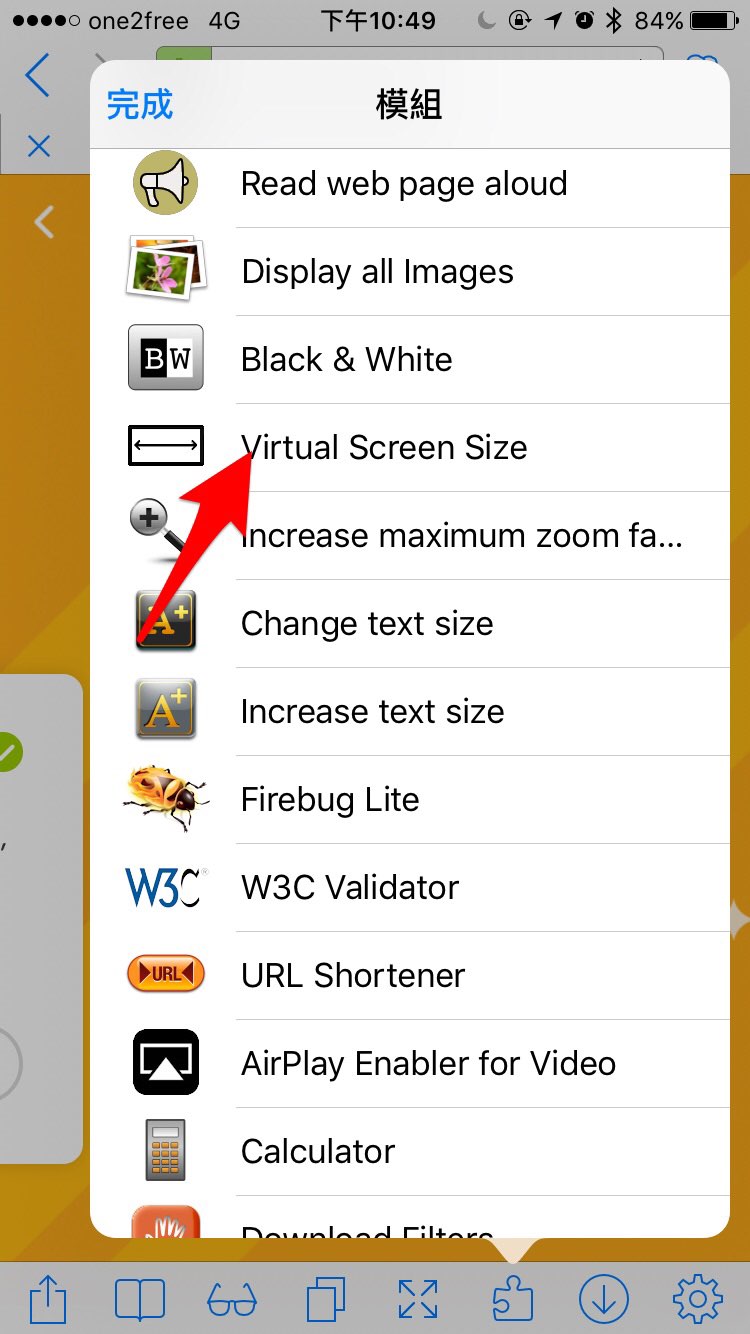 one2free 4G 下午10:49 84%
完成 模組
Read web page aloud
Display all Images
BW Black & White
Virtual Screen Size
Increase maximum zoom fa...
A+ Change text size
A+ Increase text size
Firebug Lite
W3C® W3C Validator
URL URL Shortener
AirPlay Enabler for Video
Calculator
Download Filters